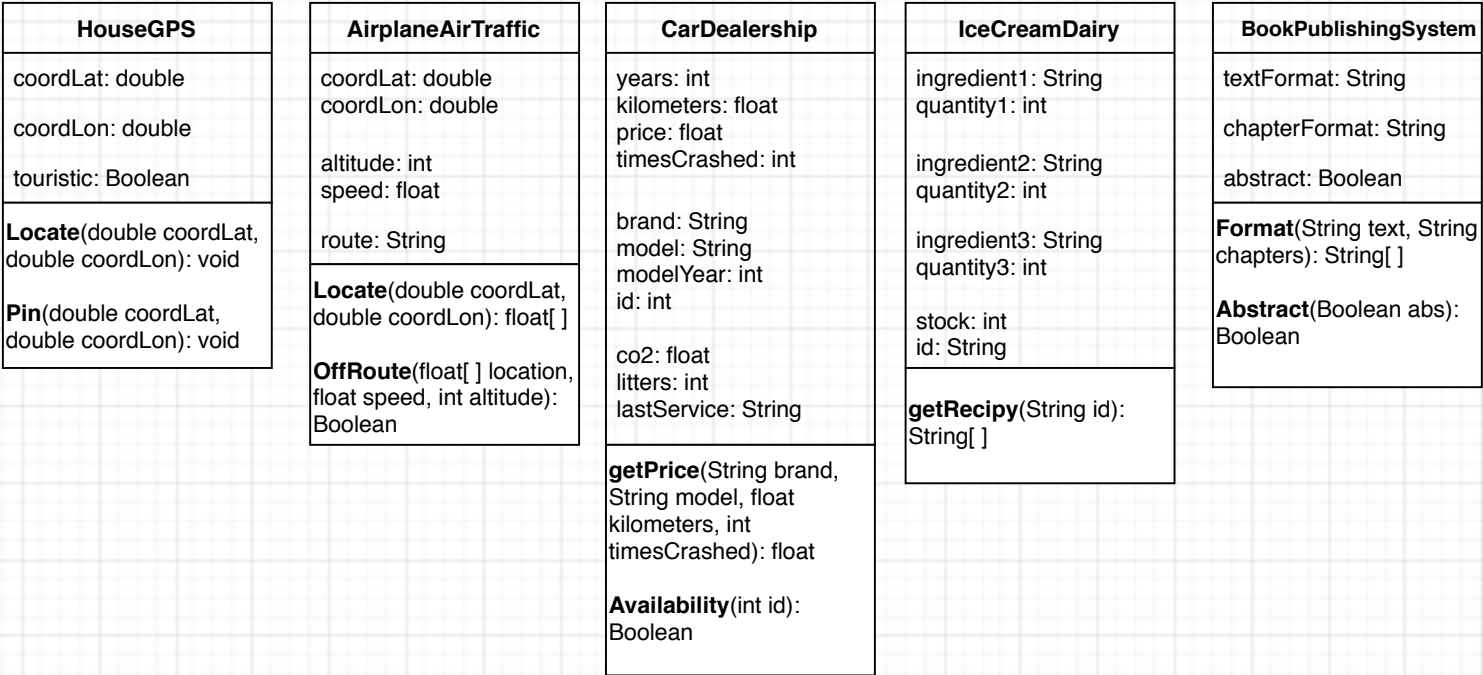 HouseGPS
coordLat: double
coordLon: double
touristic: Boolean
Locate(double coordLat,
double coordLon): void
Pin(double coordLat,
double coordLon): void
AirplaneAirTraffic
coordLat: double
coordLon: double
altitude: int
speed: float
route: String
Locate(double coordLat,
double coordLon): float[ ]
OffRoute(float[ ] location,
float speed, int altitude):
Boolean
CarDealership
years: int
kilometers: float
price: float
timesCrashed: int
brand: String
model: String
modelYear: int
id: int
co2: float
litters: int
lastService: String
getPrice(String brand,
String model, float
kilometers, int
timesCrashed): float
Availability(int id):
Boolean
IceCreamDairy
ingredient1: String
quantity1: int
ingredient2: String
quantity2: int
ingredient3: String
quantity3: int
stock: int
id: String
getRecipy(String id):
String[ ]
BookPublishingSystem
textFormat: String
chapterFormat: String
abstract: Boolean
Format(String text, String
chapters): String[ ]
Abstract(Boolean abs):
Boolean